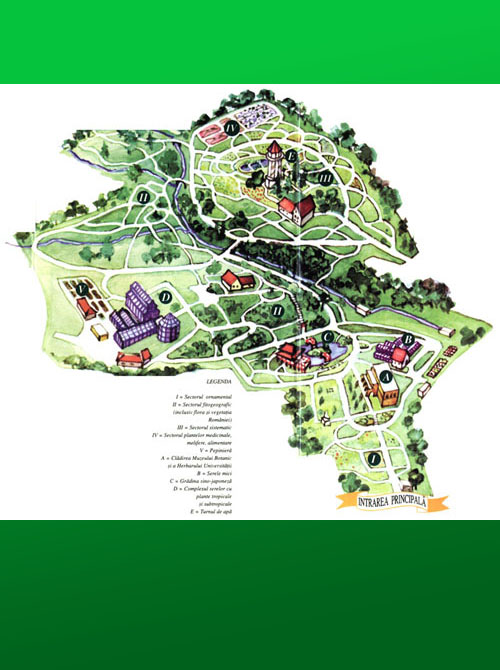 IV
E
III
II
V
D
II
C
B
A
I
INTRAREA PRINCIPALĂ
LEGENDA
I = Sectorul ornamental
II = Sectorul fitogeografic
(inclusiv flora și vegetația
României)
III = Sectorul sistematic
IV = Sectorul plantelor medicinale,
melifere, alimentare
V = Pepinieră
A = Clădirea Muzeului Botanic
și a Herbarului Universității
B = Serele mici
C = Grădina sino-japoneză
D = Complexul serelor cu
plante tropicale
și subtropicale
E = Turnul de apă